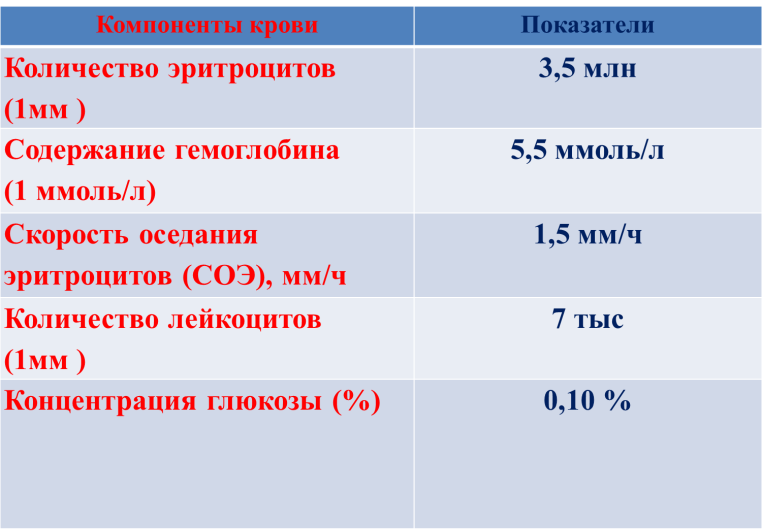 Компоненты крови
Показатели
Количество эритроцитов
(1мм )
3,5 млн
Содержание гемоглобина
(1 ммоль/л)
5,5 ммоль/л
Скорость оседания
эритроцитов (СОЭ), мм/ч
1,5 мм/ч
Количество лейкоцитов
(1мм )
7 тыс
Концентрация глюкозы (%)
0,10 %